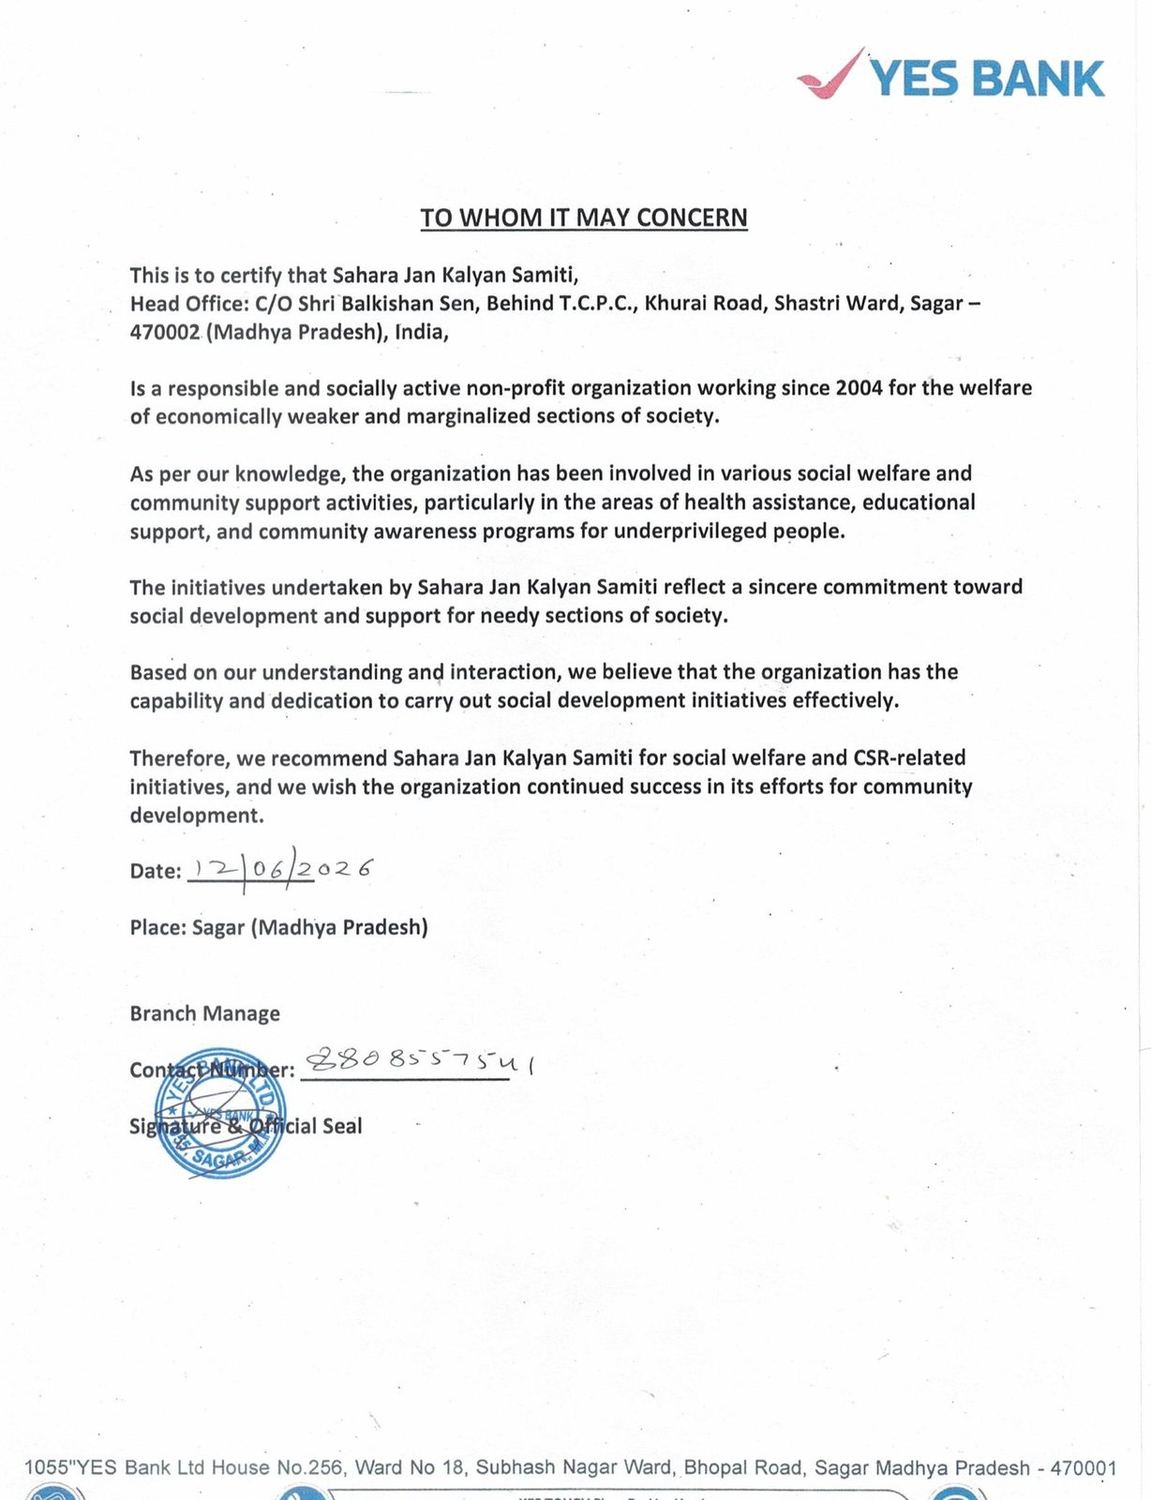 YES BANK
TO WHOM IT MAY CONCERN
This is to certify that Sahara Jan Kalyan Samiti,
Head Office: C/O Shri Balkishan Sen, Behind T.C.P.C., Khurai Road, Shastri Ward, Sagar –
470002 (Madhya Pradesh), India,
Is a responsible and socially active non-profit organization working since 2004 for the welfare
of economically weaker and marginalized sections of society.
As per our knowledge, the organization has been involved in various social welfare and
community support activities, particularly in the areas of health assistance, educational
support, and community awareness programs for underprivileged people.
The initiatives undertaken by Sahara Jan Kalyan Samiti reflect a sincere commitment toward
social development and support for needy sections of society.
Based on our understanding and interaction, we believe that the organization has the
capability and dedication to carry out social development initiatives effectively.
Therefore, we recommend Sahara Jan Kalyan Samiti for social welfare and CSR-related
initiatives, and we wish the organization continued success in its efforts for community
development.
Date: 12/06/2026
Place: Sagar (Madhya Pradesh)
Branch Manage
Contact Number: 8808557541
YES BANK LTD
YES BANK
SAGAR
Signature & Official Seal
1055"YES Bank Ltd House No.256, Ward No 18, Subhash Nagar Ward, Bhopal Road, Sagar Madhya Pradesh - 470001